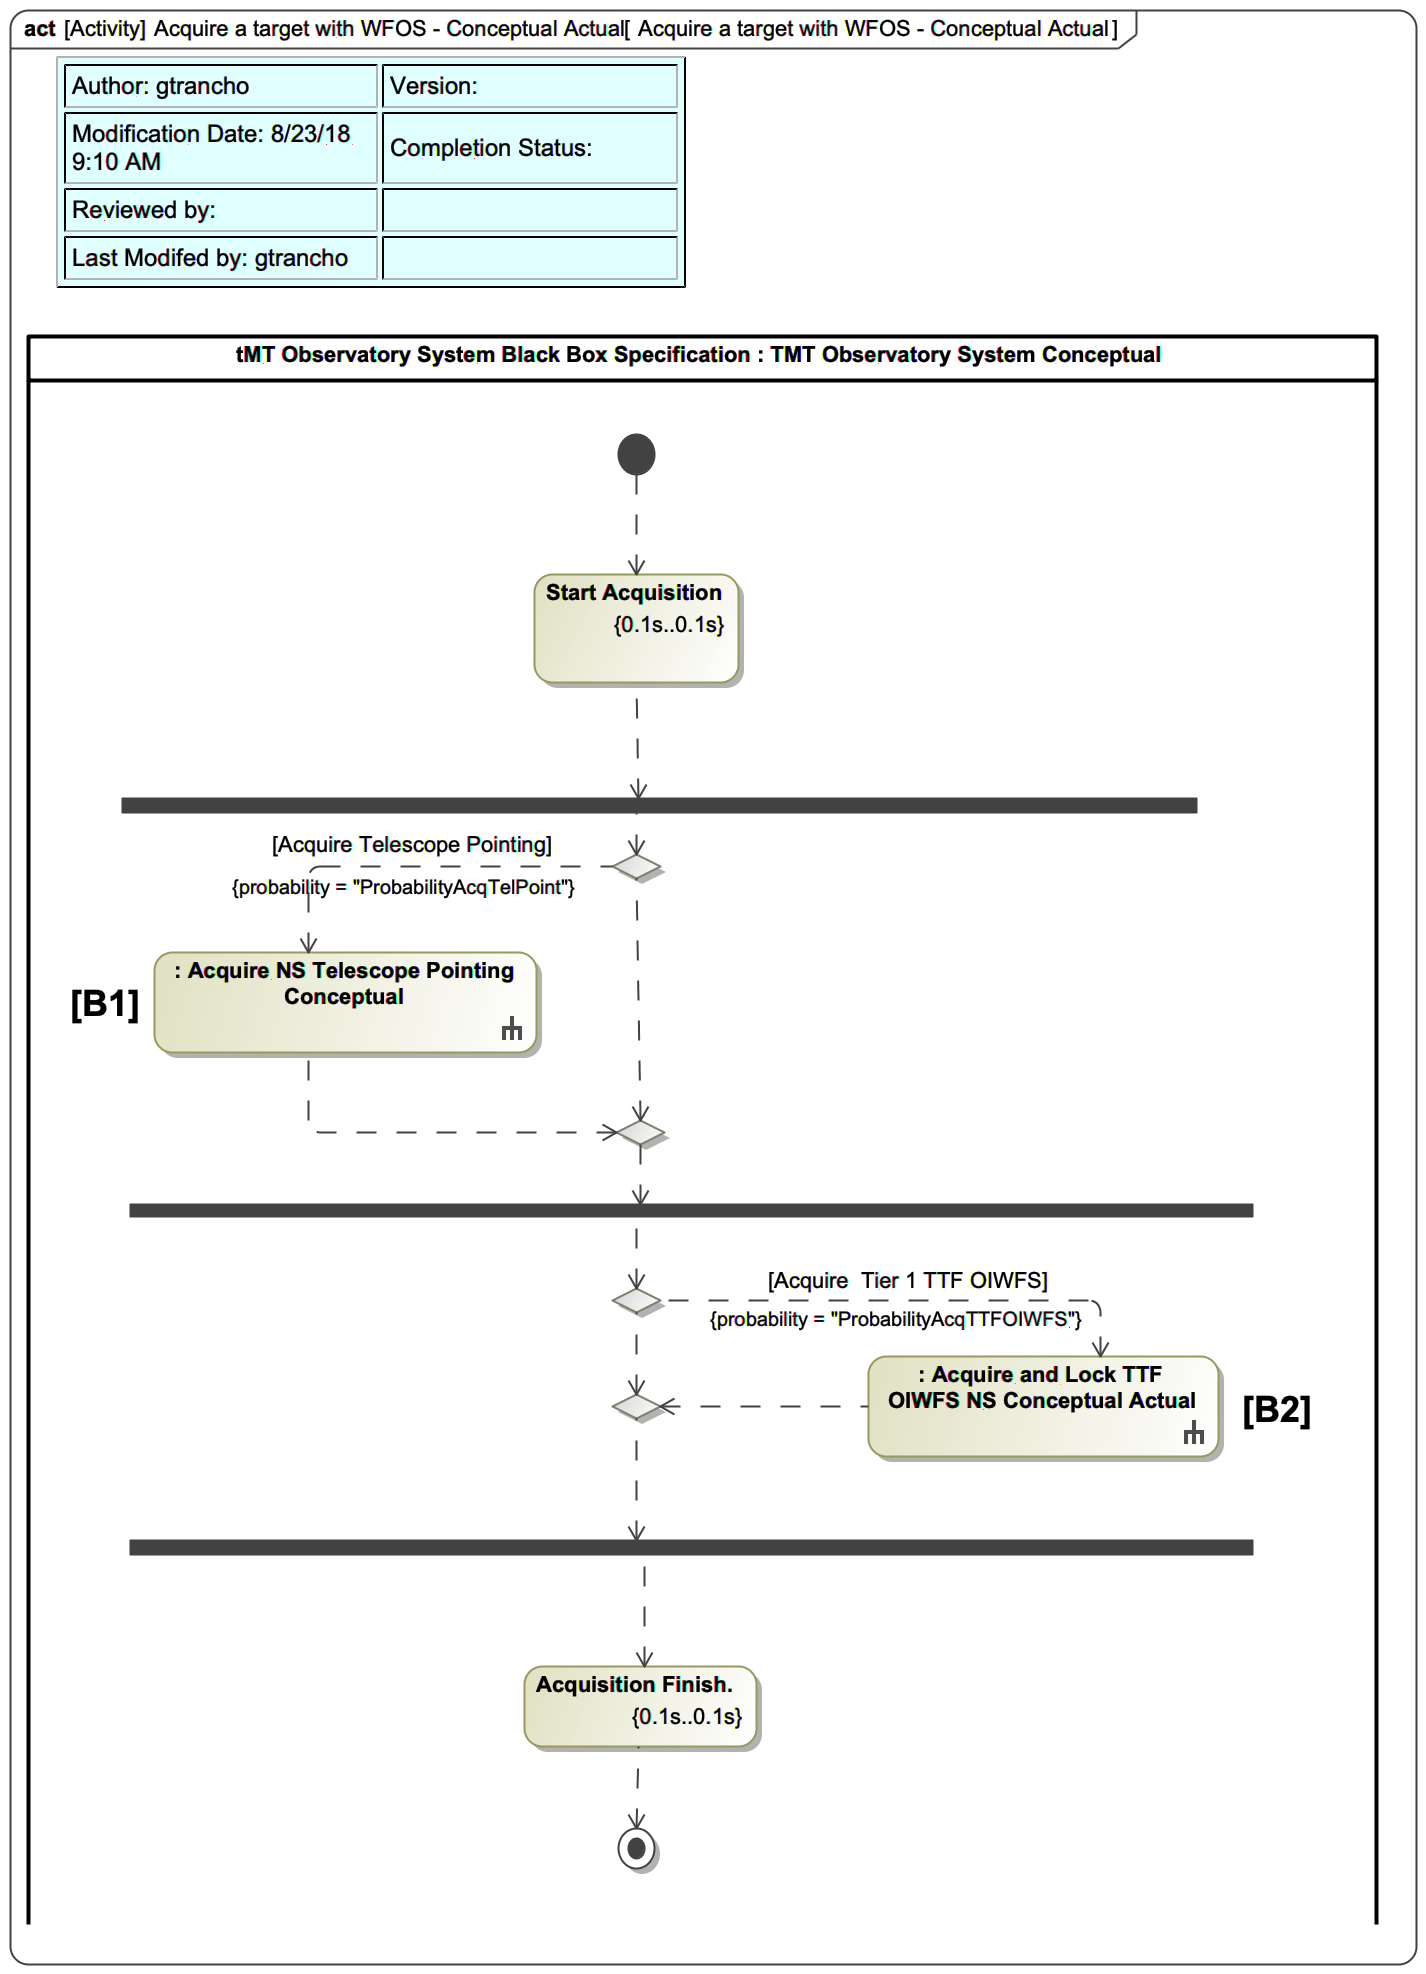 act [Activity] Acquire a target with WFOS - Conceptual Actual[ Acquire a target with WFOS - Conceptual Actual]
Author: gtrancho
Version:
Modification Date: 8/23/18
9:10 AM
Completion Status:
Reviewed by:
Last Modifed by: gtrancho
tMT Observatory System Black Box Specification : TMT Observatory System Conceptual
Start Acquisition
{0.1s..0.1s}
[Acquire Telescope Pointing]
{probability = "ProbabilityAcqTelPoint"}
[B1]
: Acquire NS Telescope Pointing
Conceptual
[Acquire  Tier 1 TTF OIWFS]
{probability = "ProbabilityAcqTTFOIWFS"}
: Acquire and Lock TTF
OIWFS NS Conceptual Actual
[B2]
Acquisition Finish.
{0.1s..0.1s}